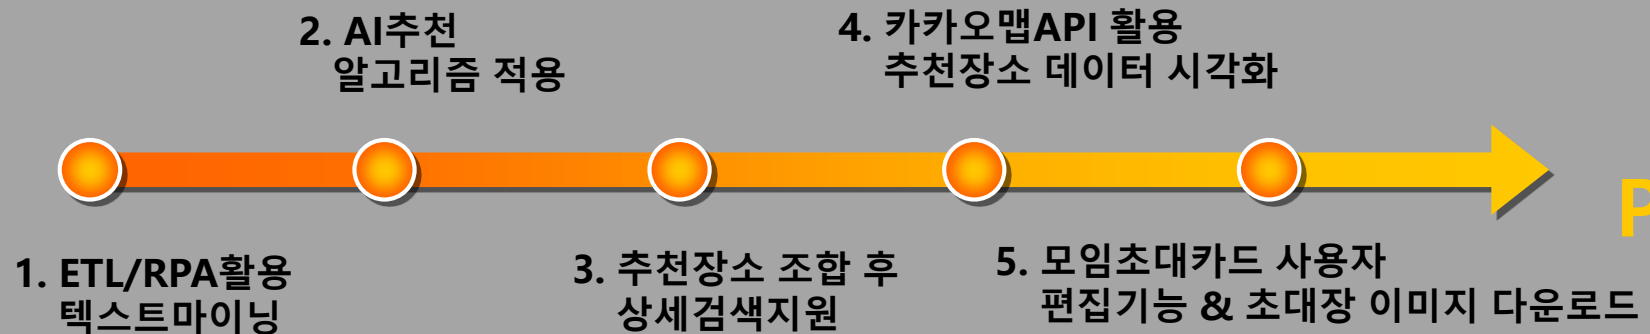 1. ETL/RPA활용
텍스트마이닝
2. AI추천
알고리즘 적용
3. 추천장소 조합 후
상세검색지원
4. 카카오맵API 활용
추천장소 데이터 시각화
5. 모임초대카드 사용자
편집기능 & 초대장 이미지 다운로드